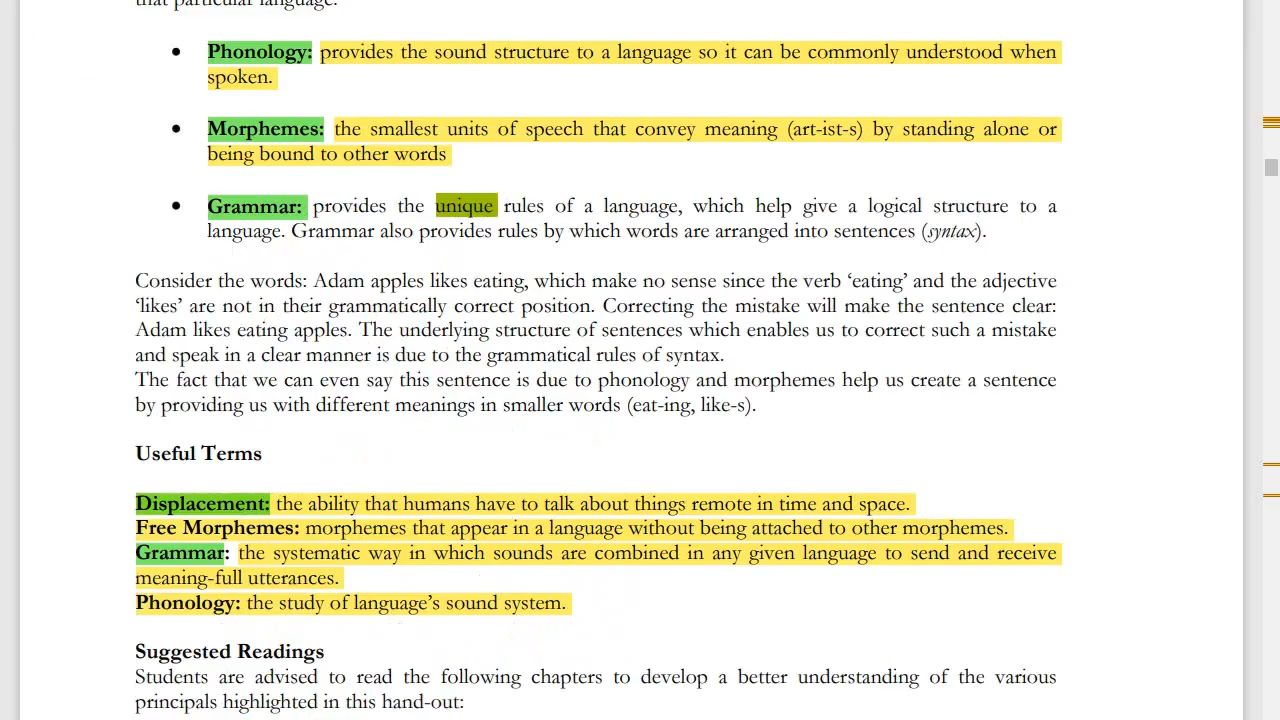 that particular language.
• Phonology: provides the sound structure to a language so it can be commonly understood when
spoken.
• Morphemes: the smallest units of speech that convey meaning (art-ist-s) by standing alone or
being bound to other words
• Grammar: provides the unique rules of a language, which help give a logical structure to a
language. Grammar also provides rules by which words are arranged into sentences (syntax).
Consider the words: Adam apples likes eating, which make no sense since the verb ‘eating’ and the adjective
‘likes’ are not in their grammatically correct position. Correcting the mistake will make the sentence clear:
Adam likes eating apples. The underlying structure of sentences which enables us to correct such a mistake
and speak in a clear manner is due to the grammatical rules of syntax.
The fact that we can even say this sentence is due to phonology and morphemes help us create a sentence
by providing us with different meanings in smaller words (eat-ing, like-s).
Useful Terms
Displacement: the ability that humans have to talk about things remote in time and space.
Free Morphemes: morphemes that appear in a language without being attached to other morphemes.
Grammar: the systematic way in which sounds are combined in any given language to send and receive
meaning-full utterances.
Phonology: the study of language’s sound system.
Suggested Readings
Students are advised to read the following chapters to develop a better understanding of the various
principals highlighted in this hand-out: